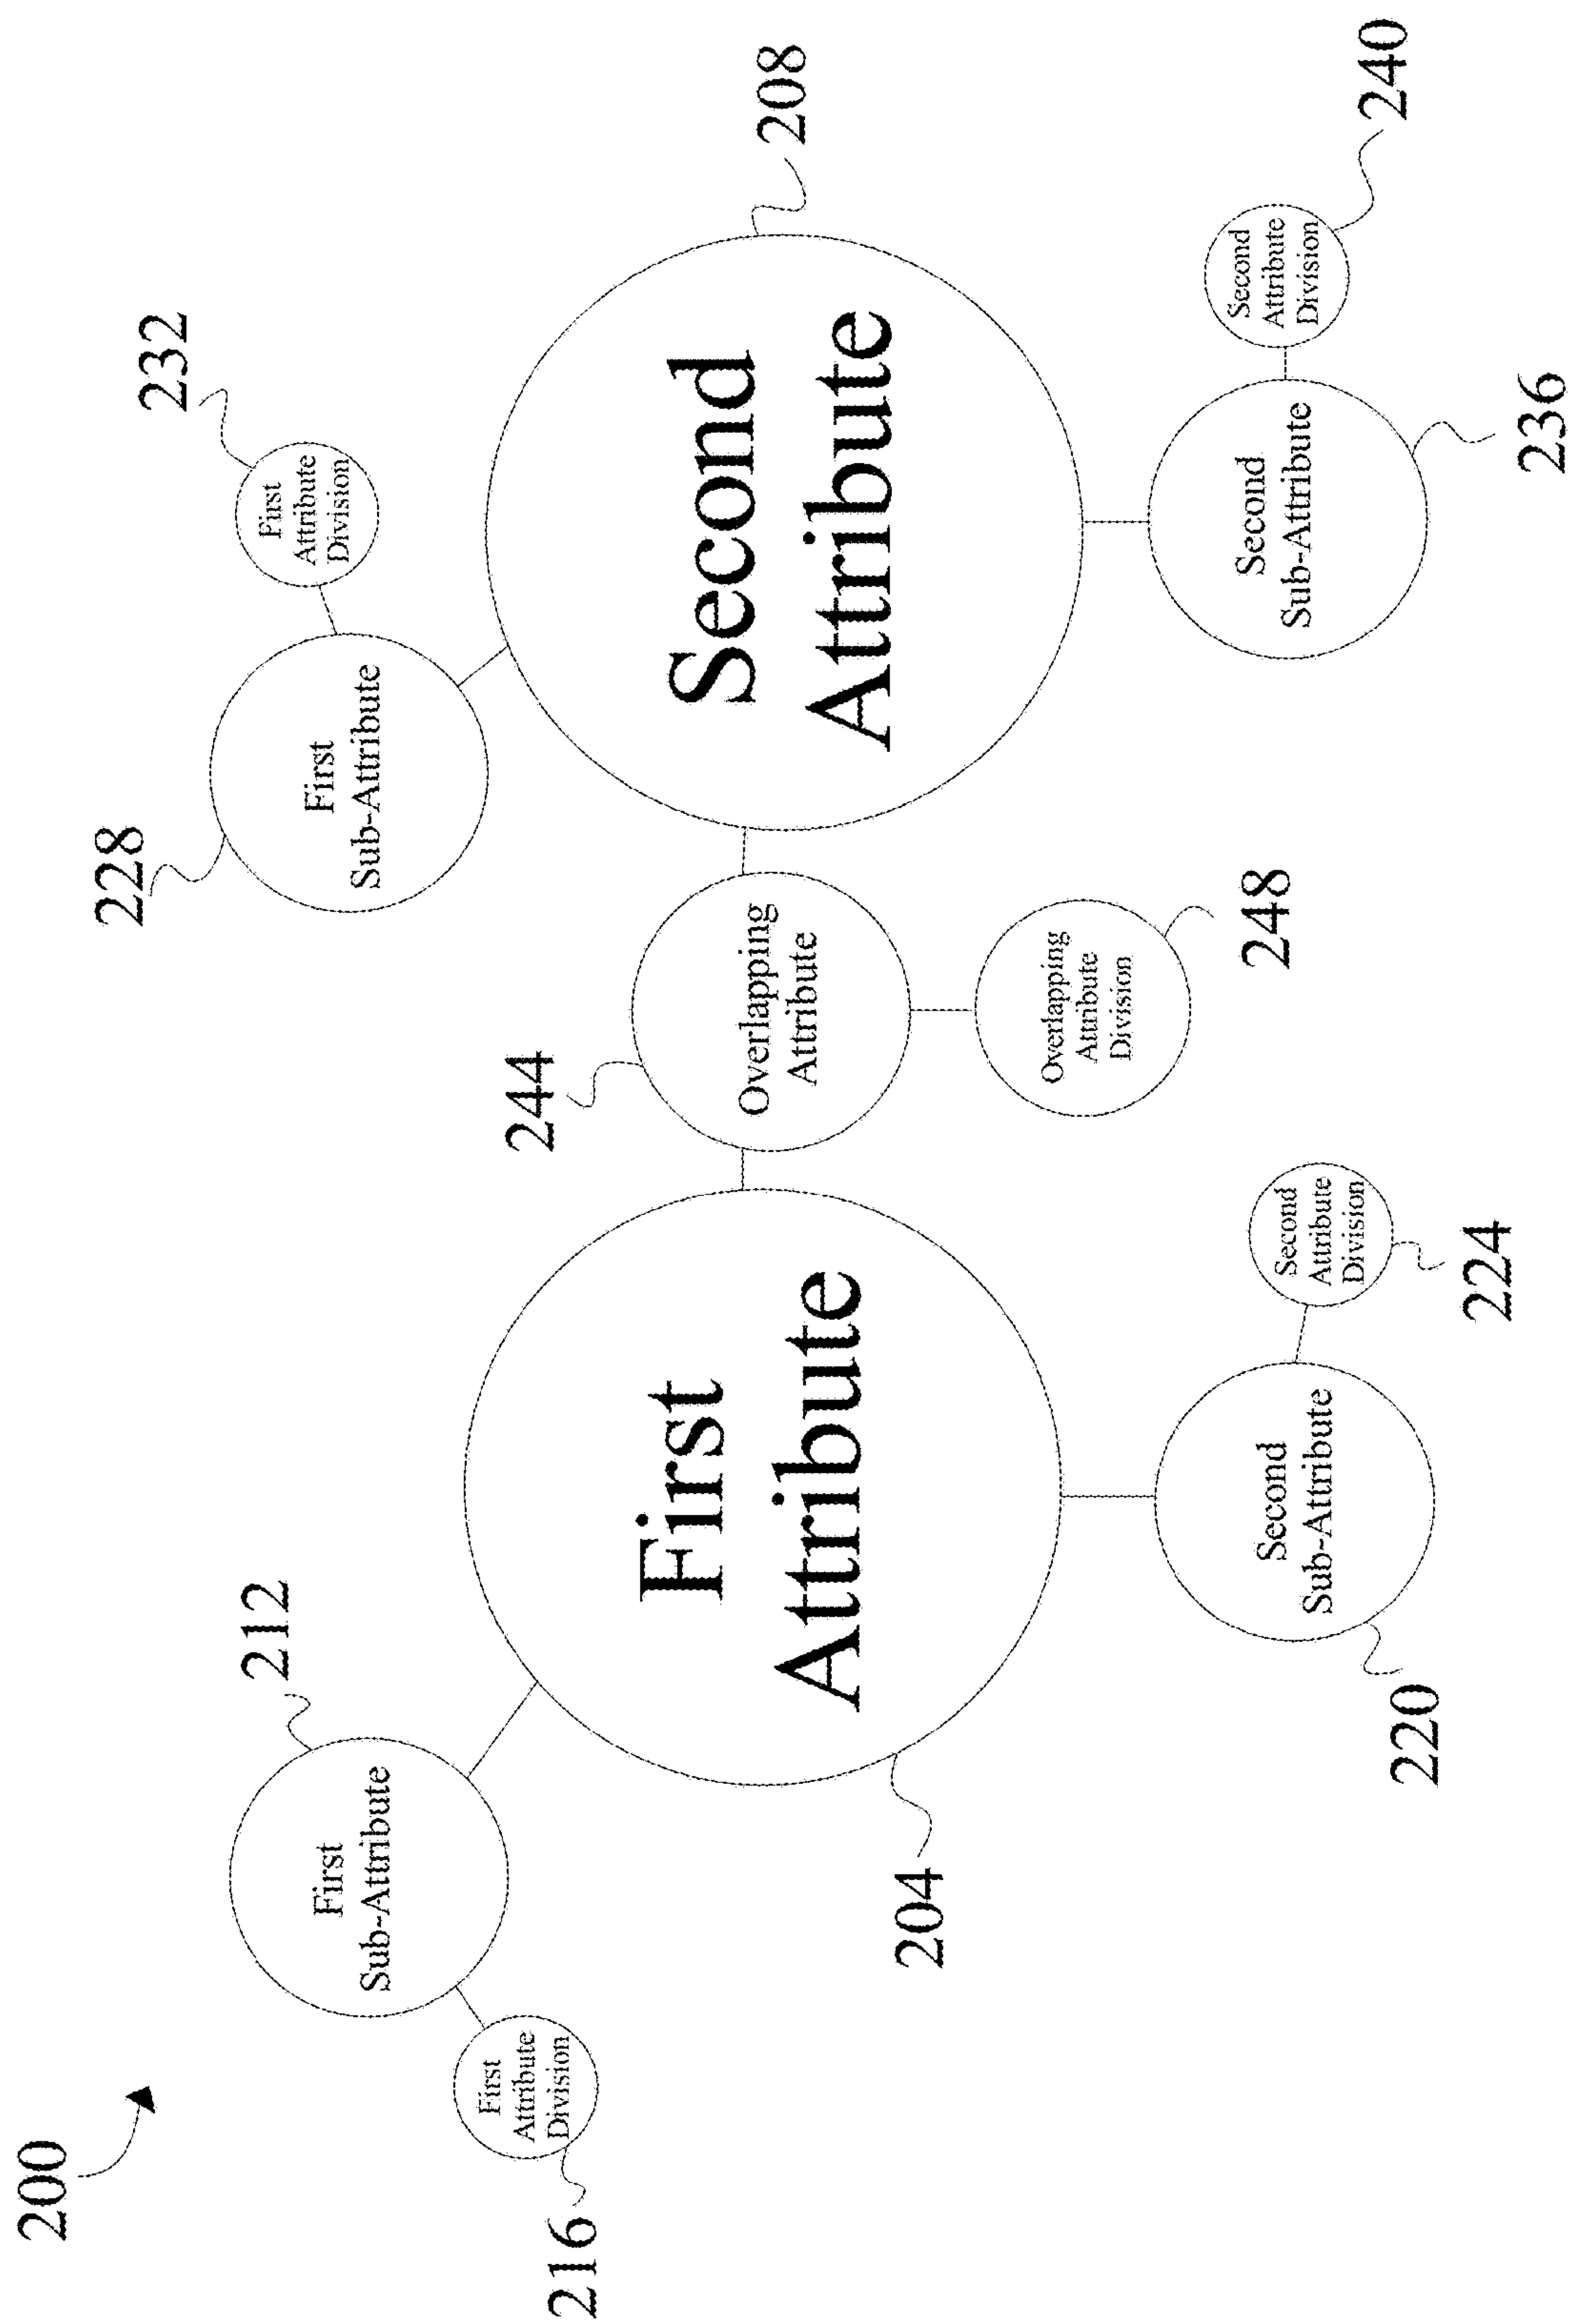 200
216
First
Attribute
Division
First
Sub-Attribute
212
204
First
Attribute
220
Second
Sub-Attribute
Second
Attribute
Division
224
244
Overlapping
Attribute
Overlapping
Attribute
Division
248
228
First
Sub-Attribute
First
Attribute
Division
232
Second
Attribute
208
Second
Sub-Attribute
236
Second
Attribute
Division
240